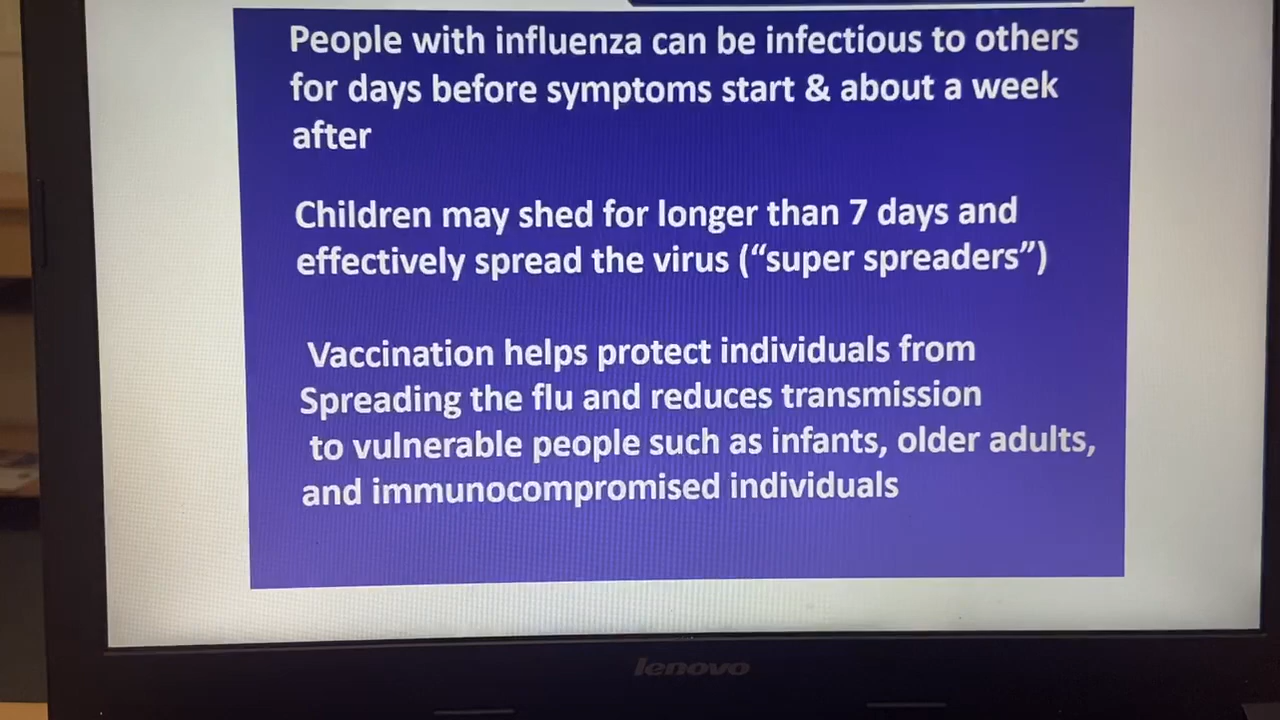 People with influenza can be infectious to others
for days before symptoms start & about a week
after
Children may shed for longer than 7 days and
effectively spread the virus (“super spreaders”)
Vaccination helps protect individuals from
Spreading the flu and reduces transmission
to vulnerable people such as infants, older adults,
and immunocompromised individuals
lenovo